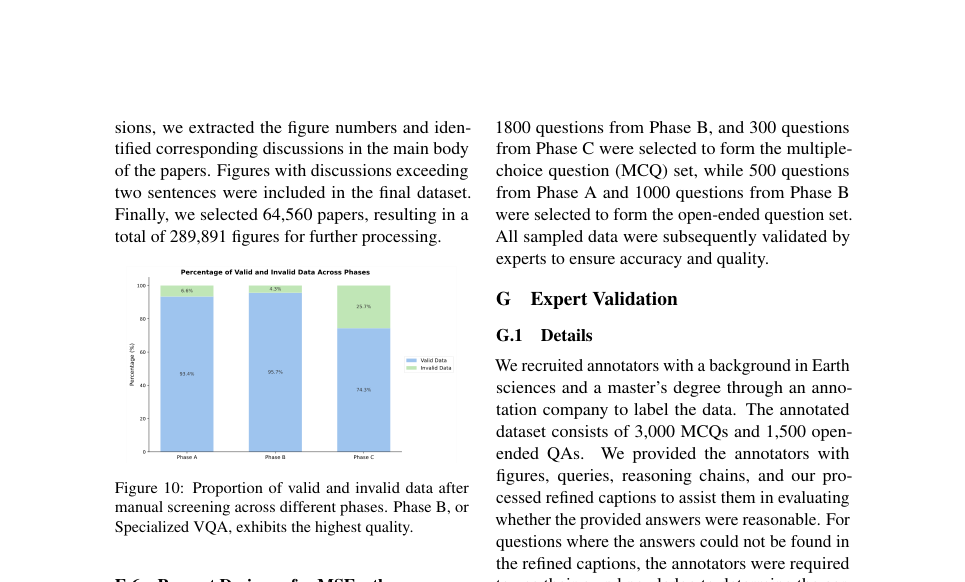 sions, we extracted the figure numbers and iden-
tified corresponding discussions in the main body
of the papers. Figures with discussions exceeding
two sentences were included in the final dataset.
Finally, we selected 64,560 papers, resulting in a
total of 289,891 figures for further processing.
Percentage of Valid and Invalid Data Across Phases
Percentage (%)
100
80
60
40
20
0
6.6%
4.3%
25.7%
93.4%
95.7%
74.3%
Phase A
Phase B
Phase C
Valid Data
Invalid Data
Figure 10: Proportion of valid and invalid data after
manual screening across different phases. Phase B, or
Specialized VQA, exhibits the highest quality.
1800 questions from Phase B, and 300 questions
from Phase C were selected to form the multiple-
choice question (MCQ) set, while 500 questions
from Phase A and 1000 questions from Phase B
were selected to form the open-ended question set.
All sampled data were subsequently validated by
experts to ensure accuracy and quality.
G Expert Validation
G.1 Details
We recruited annotators with a background in Earth
sciences and a master's degree through an anno-
tation company to label the data. The annotated
dataset consists of 3,000 MCQs and 1,500 open-
ended QAs. We provided the annotators with
figures, queries, reasoning chains, and our pro-
cessed refined captions to assist them in evaluating
whether the provided answers were reasonable. For
questions where the answers could not be found in
the refined captions, the annotators were required